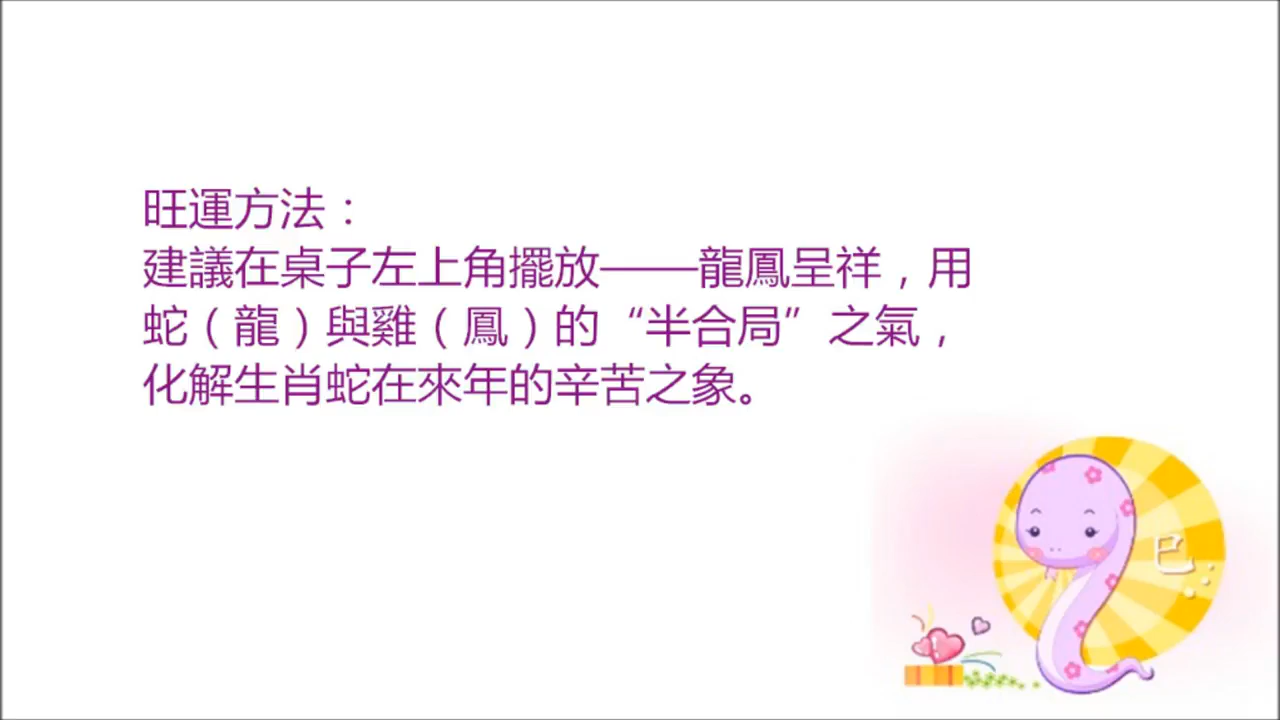 旺運方法：
建議在桌子左上角擺放——龍鳳呈祥，用
蛇（龍）與雞（鳳）的“半合局”之氣，
化解生肖蛇在來年的辛苦之象。
巳